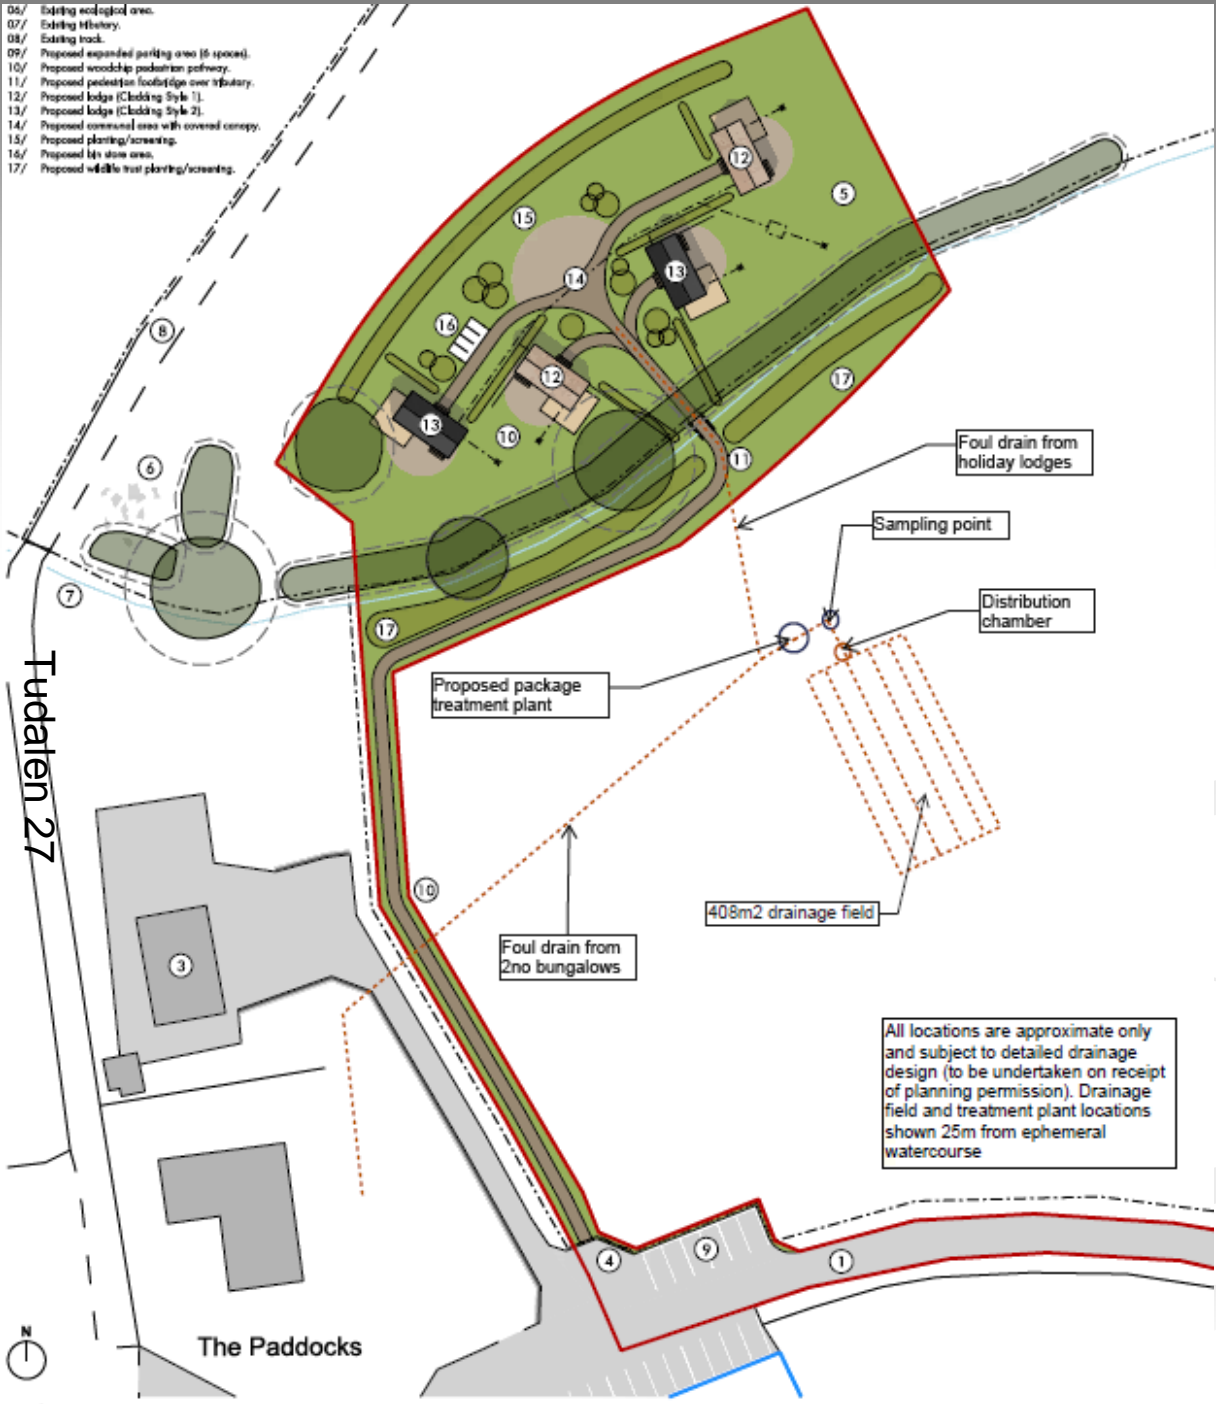 06/ Existing ecological area.
07/ Existing tributary.
08/ Existing track.
09/ Proposed expanded parking area (6 spaces).
10/ Proposed woodchip pedestrian pathway.
11/ Proposed pedestrian footbridge over tributary.
12/ Proposed lodge (Cladding Style 1).
13/ Proposed lodge (Cladding Style 2).
14/ Proposed communal area with covered canopy.
15/ Proposed planting/screening.
16/ Proposed bin store area.
17/ Proposed wildlife trust planting/screening.
12
5
15
13
14
16
8
12
17
13
10
11
6
7
17
Foul drain from
holiday lodges
Sampling point
Distribution
chamber
Proposed package
treatment plant
Tudalen 27
10
408m2 drainage field
Foul drain from
2no bungalows
3
All locations are approximate only
and subject to detailed drainage
design (to be undertaken on receipt
of planning permission). Drainage
field and treatment plant locations
shown 25m from ephemeral
watercourse
4
9
1
N
The Paddocks